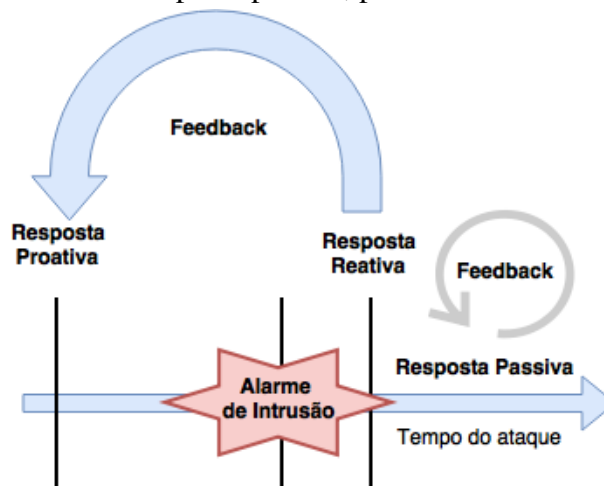 Feedback
Resposta
Proativa
Resposta
Reativa
Feedback
Alarme
de Intrusão
Resposta Passiva
Tempo do ataque